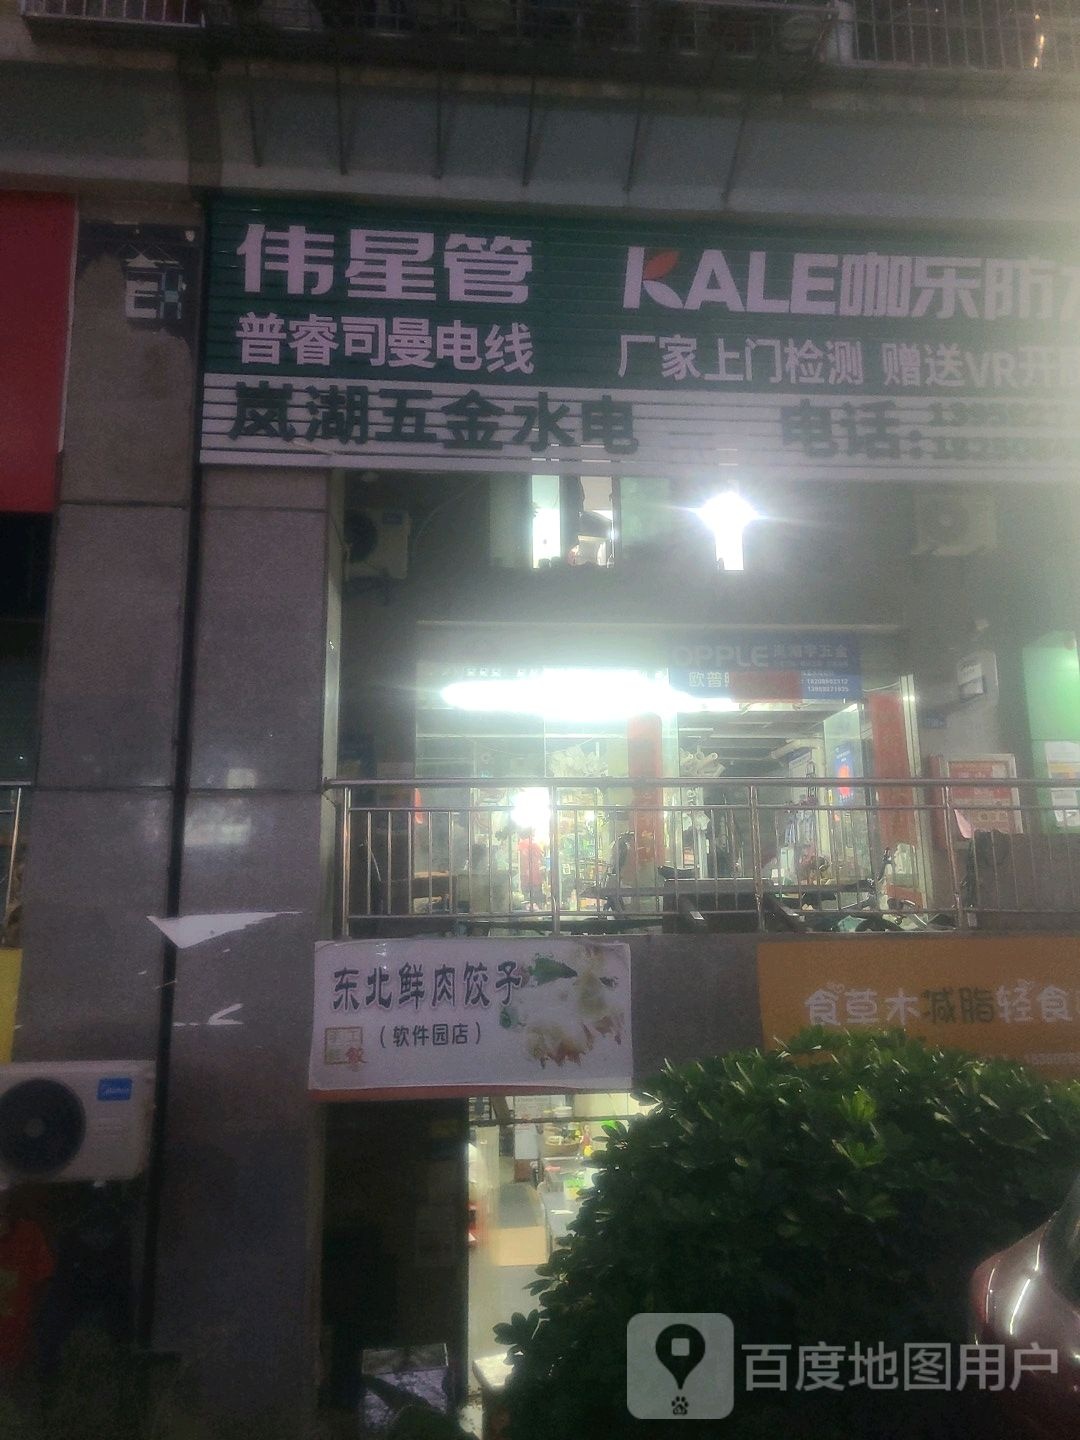 伟星管
KALE咖乐防
普睿司曼电线
厂家上门检测 赠送VR开
岚湖五金水电
电话:
OPPLE
欧普
东北鲜肉饺子
(软件园店)
食草木减脂轻食
百度地图用户